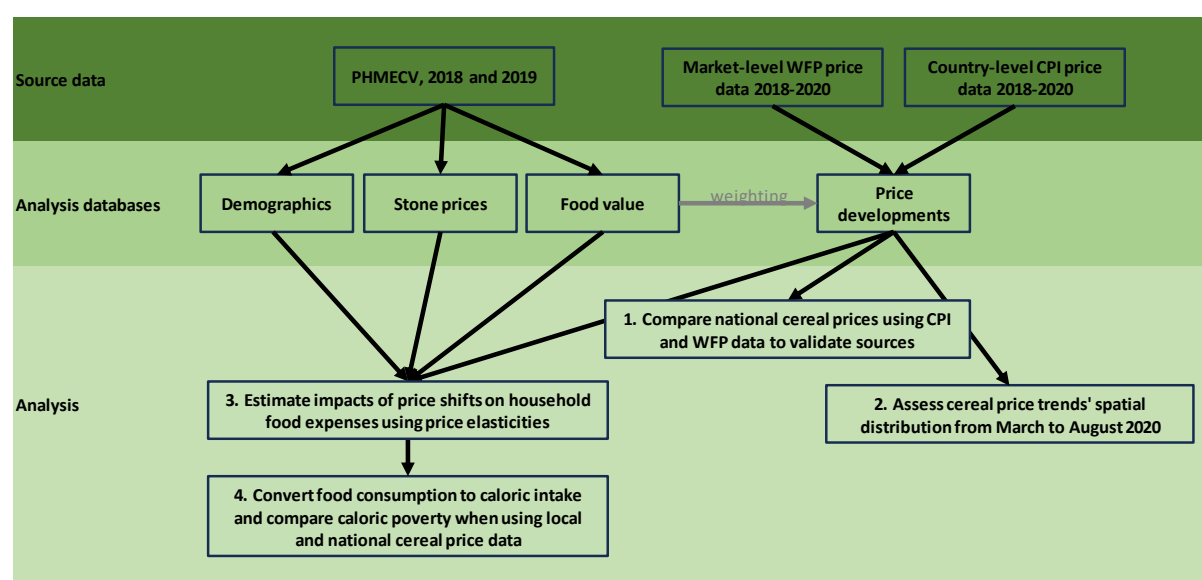 Source data
PHMECV, 2018 and 2019
Market-level WFP price
data 2018-2020
Country-level CPI price
data 2018-2020
Analysis databases
Demographics
Stone prices
Food value
weighting
Price
developments
Analysis
1. Compare national cereal prices using CPI
and WFP data to validate sources
2. Assess cereal price trends' spatial
distribution from March to August 2020
3. Estimate impacts of price shifts on household
food expenses using price elasticities
4. Convert food consumption to caloric intake
and compare caloric poverty when using local
and national cereal price data